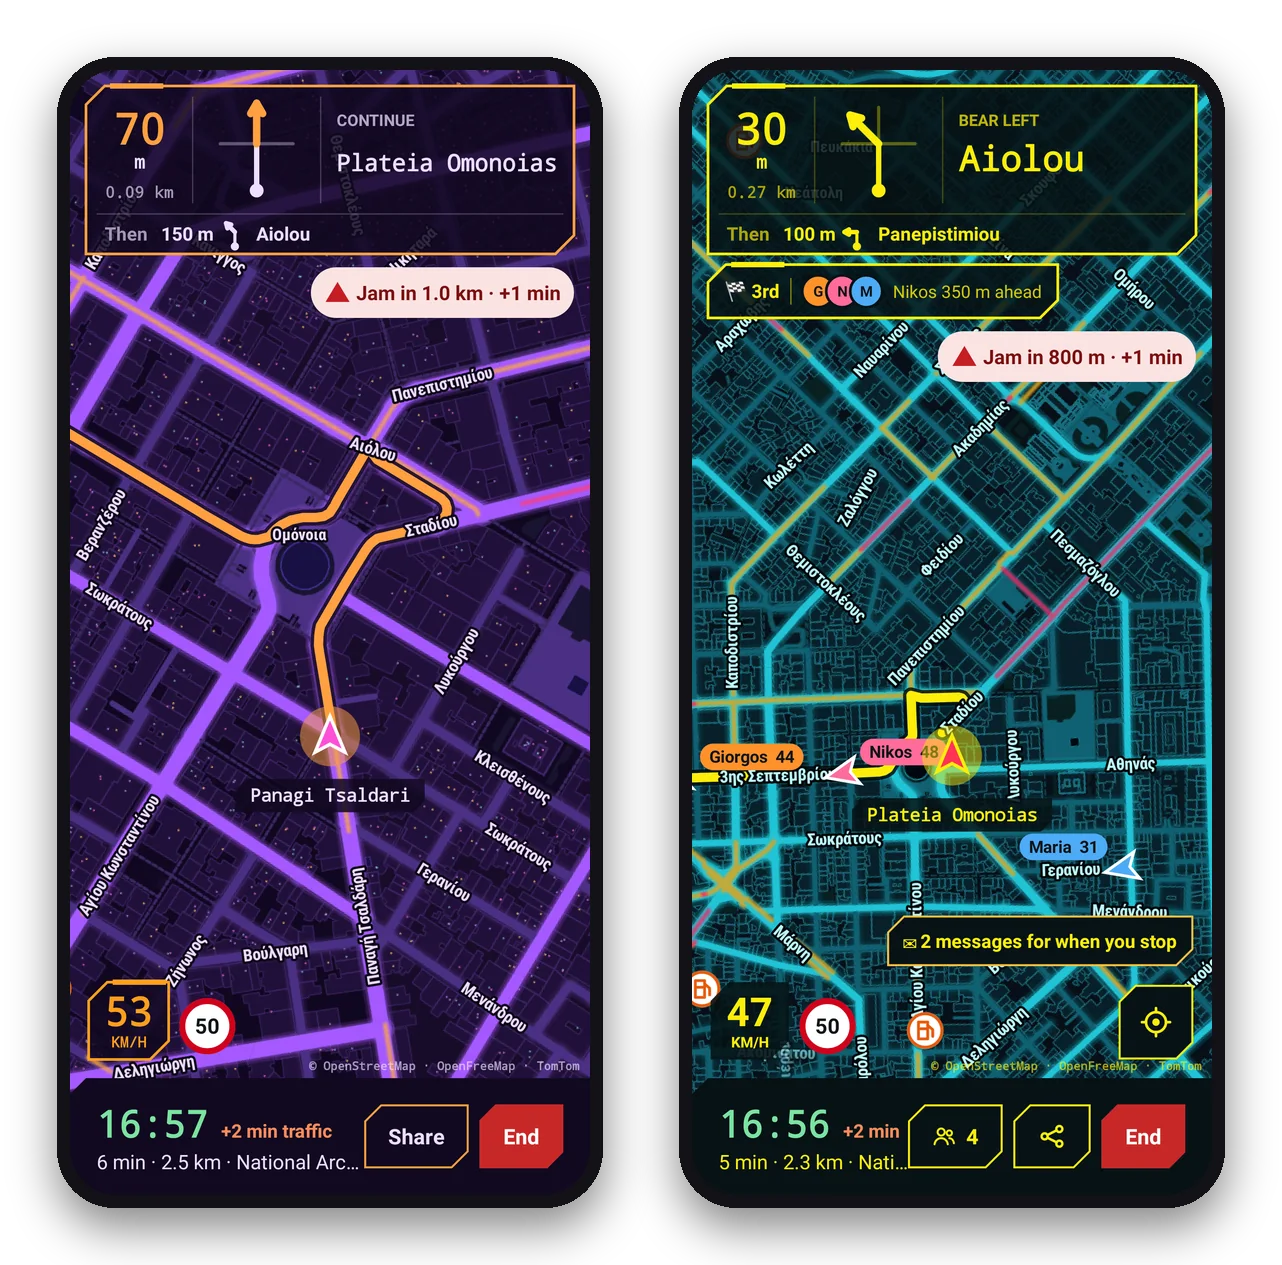 70
m
0.09 km
CONTINUE
Plateia Omonoias
Then 150 m Aiolou
Jam in 1.0 km · +1 min
Πανεπιστημίου
Αιόλου
Σταδίου
Ομόνοια
Βερανζέρου
Σωκράτους
Λυκούργου
Κλεισθένους
Panagi Tsaldari
Σωκράτους
Γερανίου
Αγίου Κωνσταντίνου
Παναγή Τσαλδάρη
Βούλγαρη
Ζήνωνος
Μενάνδρου
53
KM/H
50
Δεληγιώργη
© OpenStreetMap · OpenFreeMap · TomTom
16:57 +2 min traffic
6 min · 2.5 km · National Arc…
Share
End
30
m
0.27 km
BEAR LEFT
Aiolou
Then 100 m Panepistimiou
3rd
G
N
M
Nikos 350 m ahead
Ομήρου
Ναυαρίνου
Jam in 800 m · +1 min
Ακαδημίας
Κωλέττη
Ζαλόγγου
Φειδίου
Πεσμαζόγλου
Θεμιστοκλέους
Καποδιστρίου
Πανεπιστημίου
Σταδίου
Giorgos 44
Nikos 48
3ης Σεπτεμβρίο
Αθηνάς
Plateia Omonoias
Σωκράτους
Maria 31
Γερανίου
Μενάνδρου
Μάρνη
2 messages for when you stop
47
KM/H
50
Δεληγιώργη
© OpenStreetMap · OpenFreeMap · TomTom
16:56 +2 min
5 min · 2.3 km · Nati…
4
End